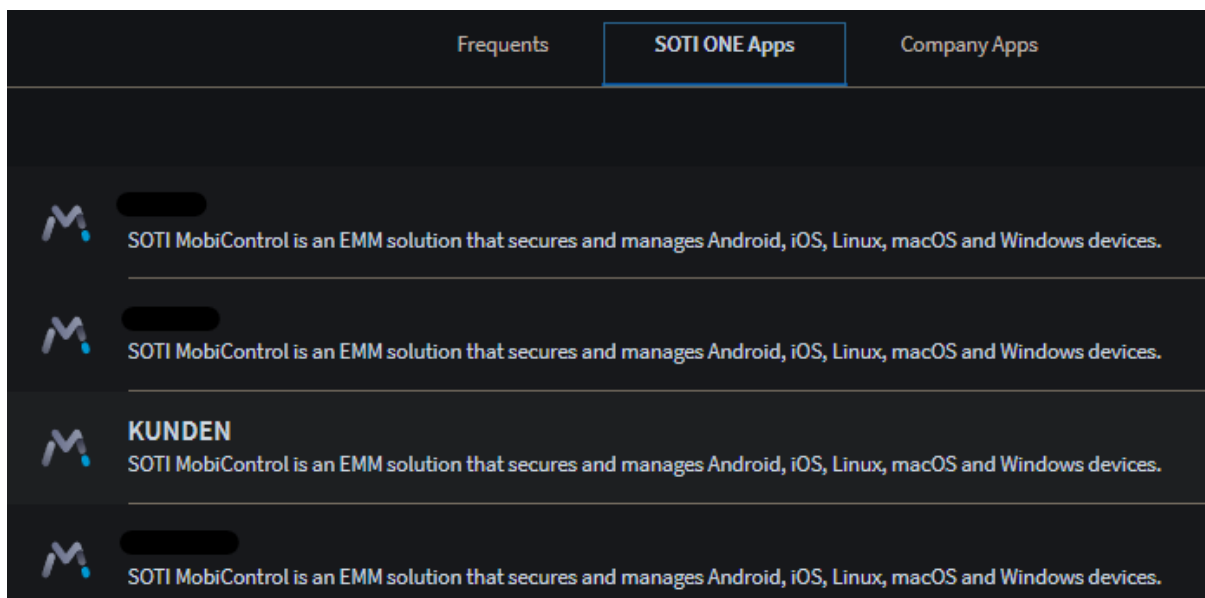 Frequents
SOTI ONE Apps
Company Apps
SOTI MobiControl is an EMM solution that secures and manages Android, iOS, Linux, macOS and Windows devices.
SOTI MobiControl is an EMM solution that secures and manages Android, iOS, Linux, macOS and Windows devices.
KUNDEN
SOTI MobiControl is an EMM solution that secures and manages Android, iOS, Linux, macOS and Windows devices.
SOTI MobiControl is an EMM solution that secures and manages Android, iOS, Linux, macOS and Windows devices.